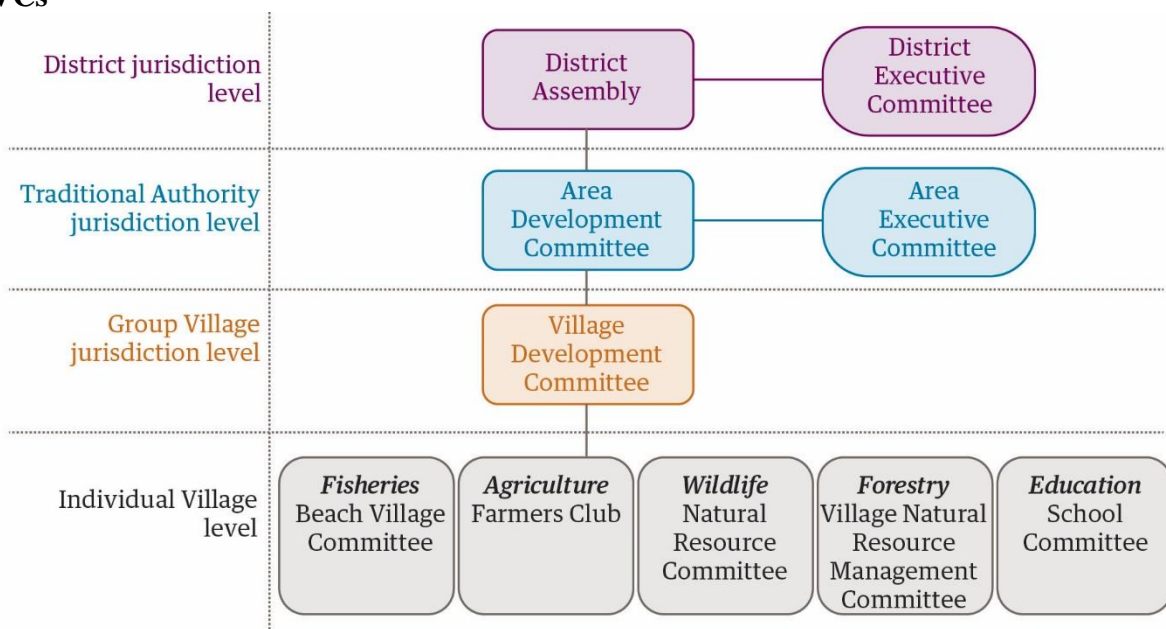 District jurisdiction
level
District
Assembly
District
Executive
Committee
Traditional Authority
jurisdiction level
Area
Development
Committee
Area
Executive
Committee
Group Village
jurisdiction level
Village
Development
Committee
Individual Village
level
Fisheries
Beach Village
Committee
Agriculture
Farmers Club
Wildlife
Natural
Resource
Committee
Forestry
Village Natural
Resource
Management
Committee
Education
School
Committee